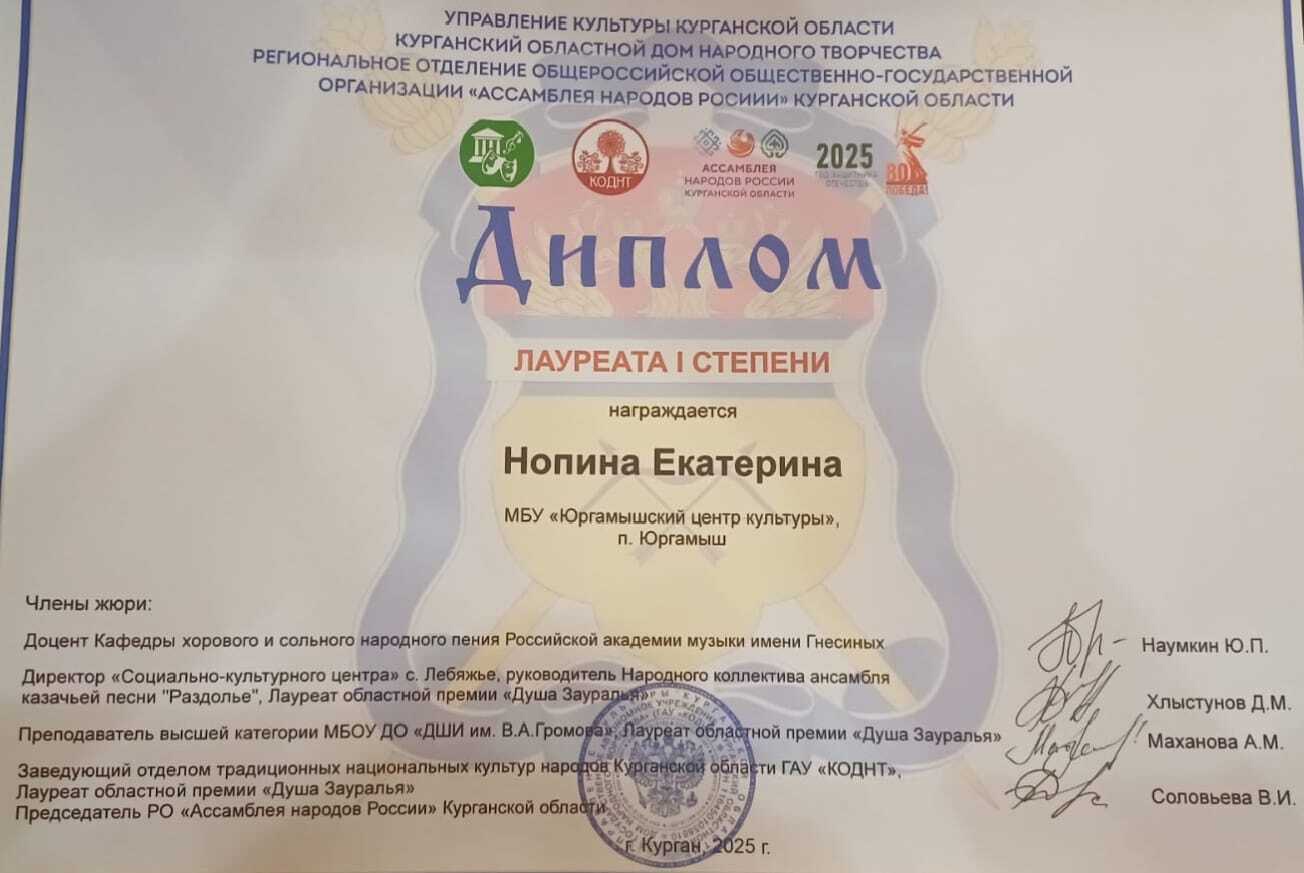 УПРАВЛЕНИЕ КУЛЬТУРЫ КУРГАНСКОЙ ОБЛАСТИ
КУРГАНСКИЙ ОБЛАСТНОЙ ДОМ НАРОДНОГО ТВОРЧЕСТВА
РЕГИОНАЛЬНОЕ ОТДЕЛЕНИЕ ОБЩЕРОССИЙСКОЙ ОБЩЕСТВЕННО-ГОСУДАРСТВЕННОЙ
ОРГАНИЗАЦИИ «АССАМБЛЕЯ НАРОДОВ РОСИИИ» КУРГАНСКОЙ ОБЛАСТИ
КОДНТ
АССАМБЛЕЯ
НАРОДОВ РОССИИ
КУРГАНСКОЙ ОБЛАСТИ
2025
ГОД ЗАЩИТНИКА
ОТЕЧЕСТВА
80
ПОБЕДА
Диплом
ЛАУРЕАТА I СТЕПЕНИ
награждается
Нопина Екатерина
МБУ «Юргамышский центр культуры»,
п. Юргамыш
Члены жюри:
Доцент Кафедры хорового и сольного народного пения Российской академии музыки имени Гнесиных
Наумкин Ю.П.
Директор «Социально-культурного центра» с. Лебяжье, руководитель Народного коллектива ансамбля
казачьей песни "Раздолье", Лауреат областной премии «Душа Зауралья»
Хлыстунов Д.М.
Преподаватель высшей категории МБОУ ДО «ДШИ им. В.А.Громова», Лауреат областной премии «Душа Зауралья»
Маханова А.М.
Заведующий отделом традиционных национальных культур народов Курганской области ГАУ «КОДНТ»,
Лауреат областной премии «Душа Зауралья»
Председатель РО «Ассамблея народов России» Курганской области
Соловьева В.И.
г. Курган, 2025 г.